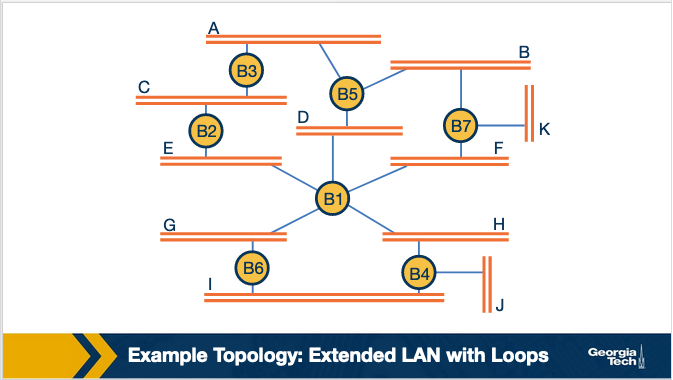 A
B
B3
C
B5
D
B7
K
B2
E
F
B1
G
H
B6
B4
I
J
Example Topology: Extended LAN with Loops
Georgia
Tech